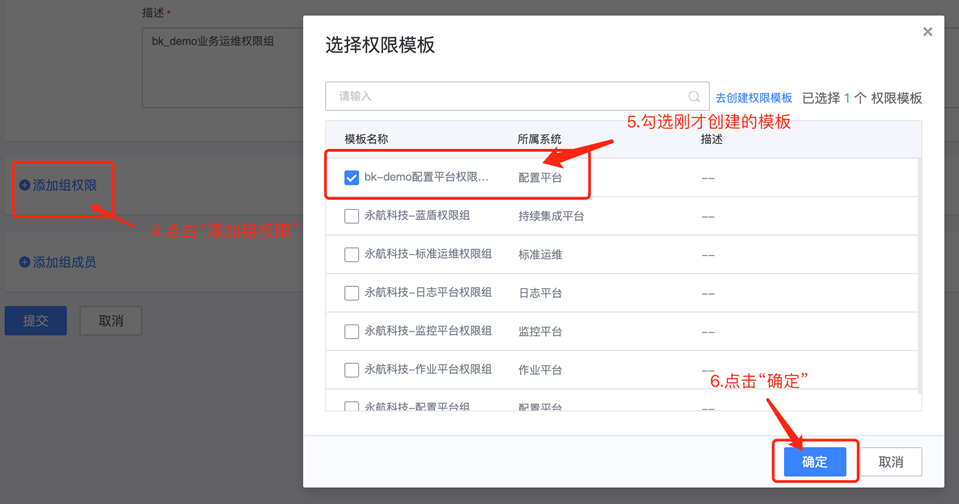 描述 *
bk_demo业务运维权限组
添加组权限
4.点击“添加组权限”
添加组成员
提交 取消
选择权限模板
请输入
去创建权限模板 已选择 1 个 权限模板
5.勾选刚才创建的模板
模板名称 所属系统 描述
bk-demo配置平台权限... 配置平台 --
永航科技-蓝盾权限组 持续集成平台 --
永航科技-标准运维权限组 标准运维 --
永航科技-日志平台权限组 日志平台 --
永航科技-监控平台权限组 监控平台 --
永航科技-作业平台权限组 作业平台 --
永航科技-配置平台组 配置平台 --
6.点击“确定”
确定 取消